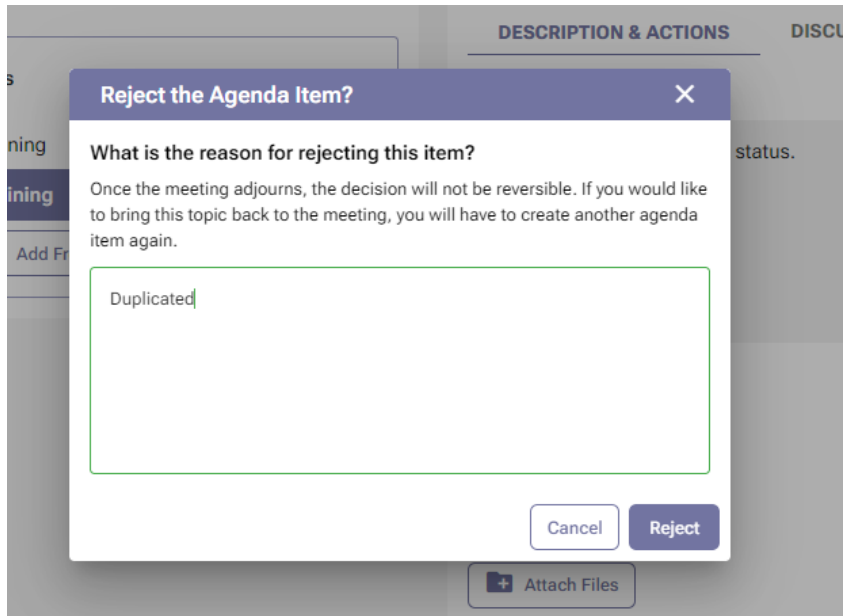 DESCRIPTION & ACTIONS
Reject the Agenda Item?
What is the reason for rejecting this item?
status.
Once the meeting adjourns, the decision will not be reversible. If you would like
to bring this topic back to the meeting, you will have to create another agenda
item again.
Add
Duplicated
Cancel
Reject
Attach Files